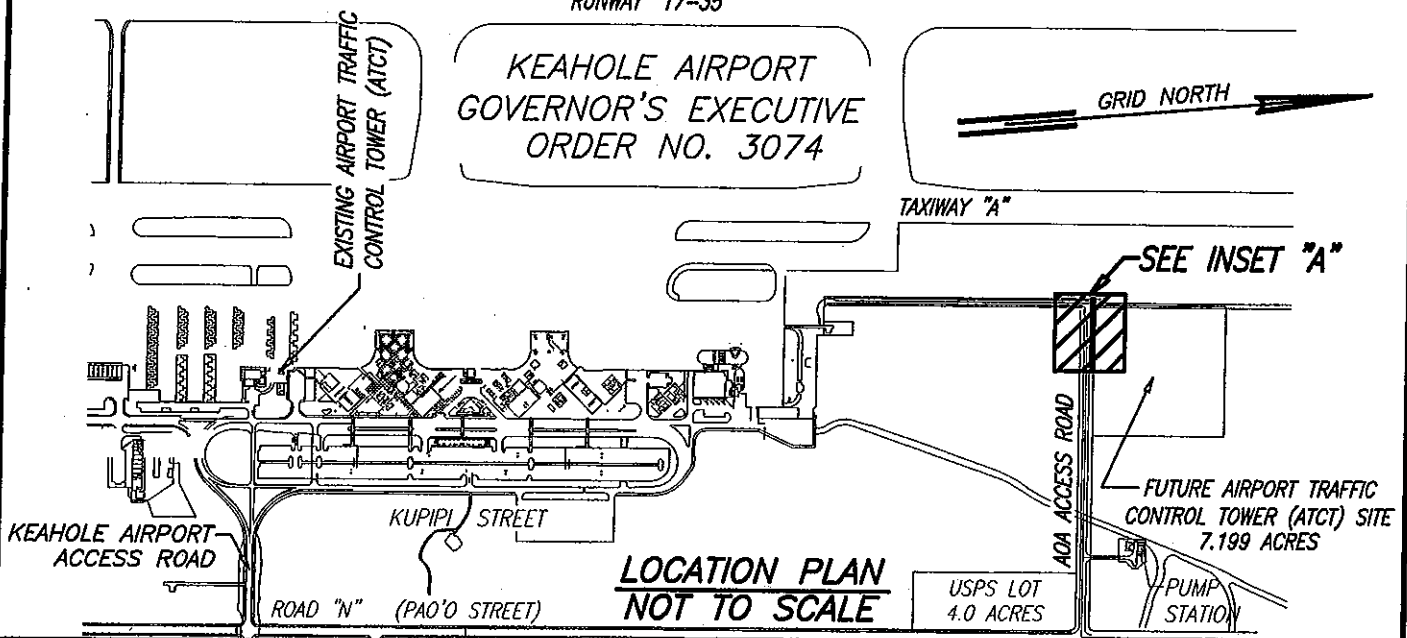 RUNWAY 17-35
KEAHOLE AIRPORT
GOVERNOR'S EXECUTIVE
ORDER NO. 3074
EXISTING AIRPORT TRAFFIC
CONTROL TOWER (ATCT)
GRID NORTH
TAXIWAY "A"
SEE INSET "A"
AOA ACCESS ROAD
FUTURE AIRPORT TRAFFIC
CONTROL TOWER (ATCT) SITE
7.199 ACRES
KEAHOLE AIRPORT
ACCESS ROAD
KUPIPI STREET
ROAD "N"
(PAO'O STREET)
LOCATION PLAN
NOT TO SCALE
USPS LOT
4.0 ACRES
PUMP
STATION